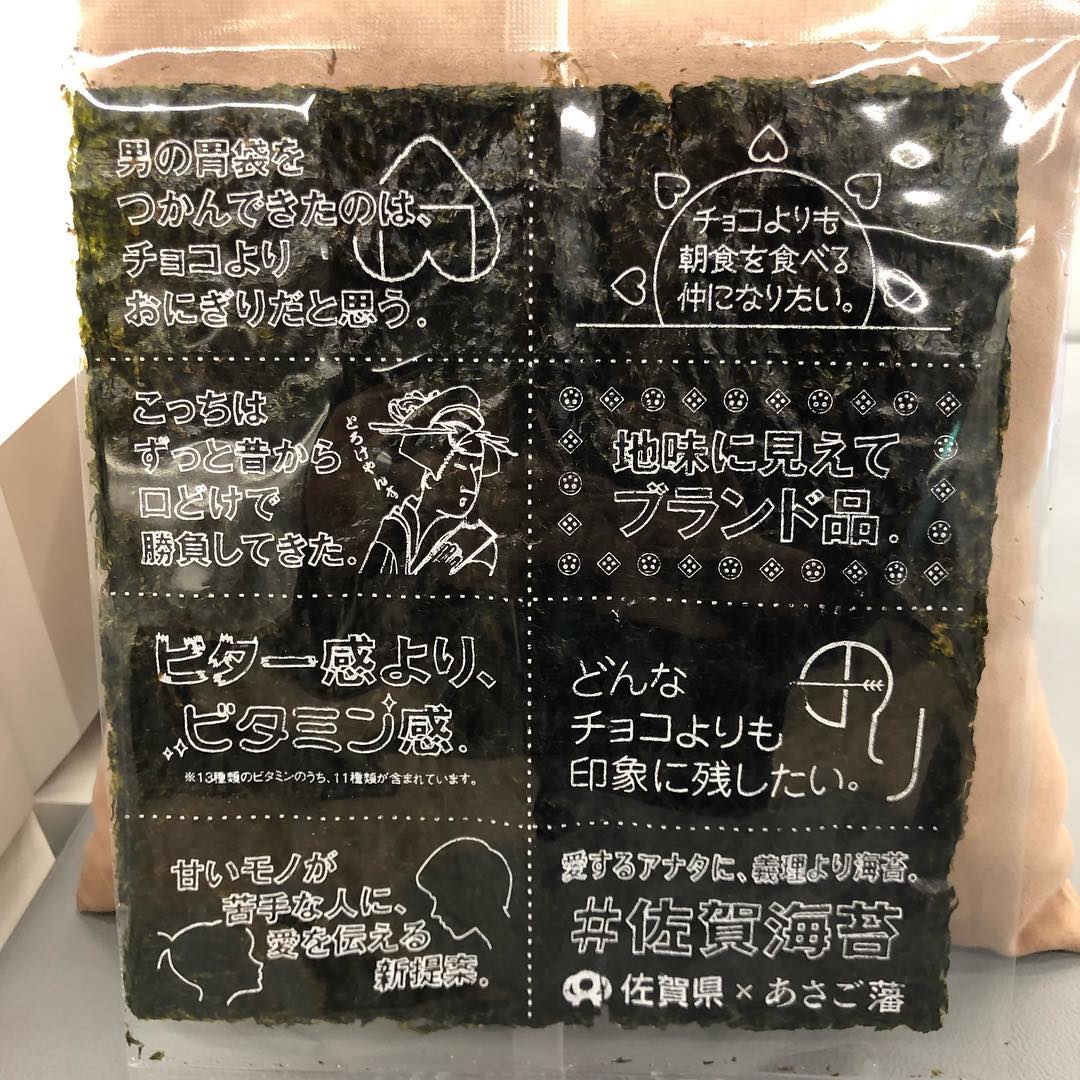 男の胃袋を
つかんできたのは、
チョコより
おにぎりだと思う.
チョコよりも
朝食を食べる
仲になりたい。
こっちは
ずっと昔から
口どけで
勝負してきた.
とろけやんす
地味に見えて
ブランド品.
ビター感より、
ビタミン感.
※13種類のビタミンのうち、11種類が含まれています。
どんな
チョコよりも
印象に残したい。
のり
甘いモノが
苦手な人に、
愛を伝える
新提案.
愛するアナタに、義理より海苔.
#佐賀海苔
佐賀県×あさご藩